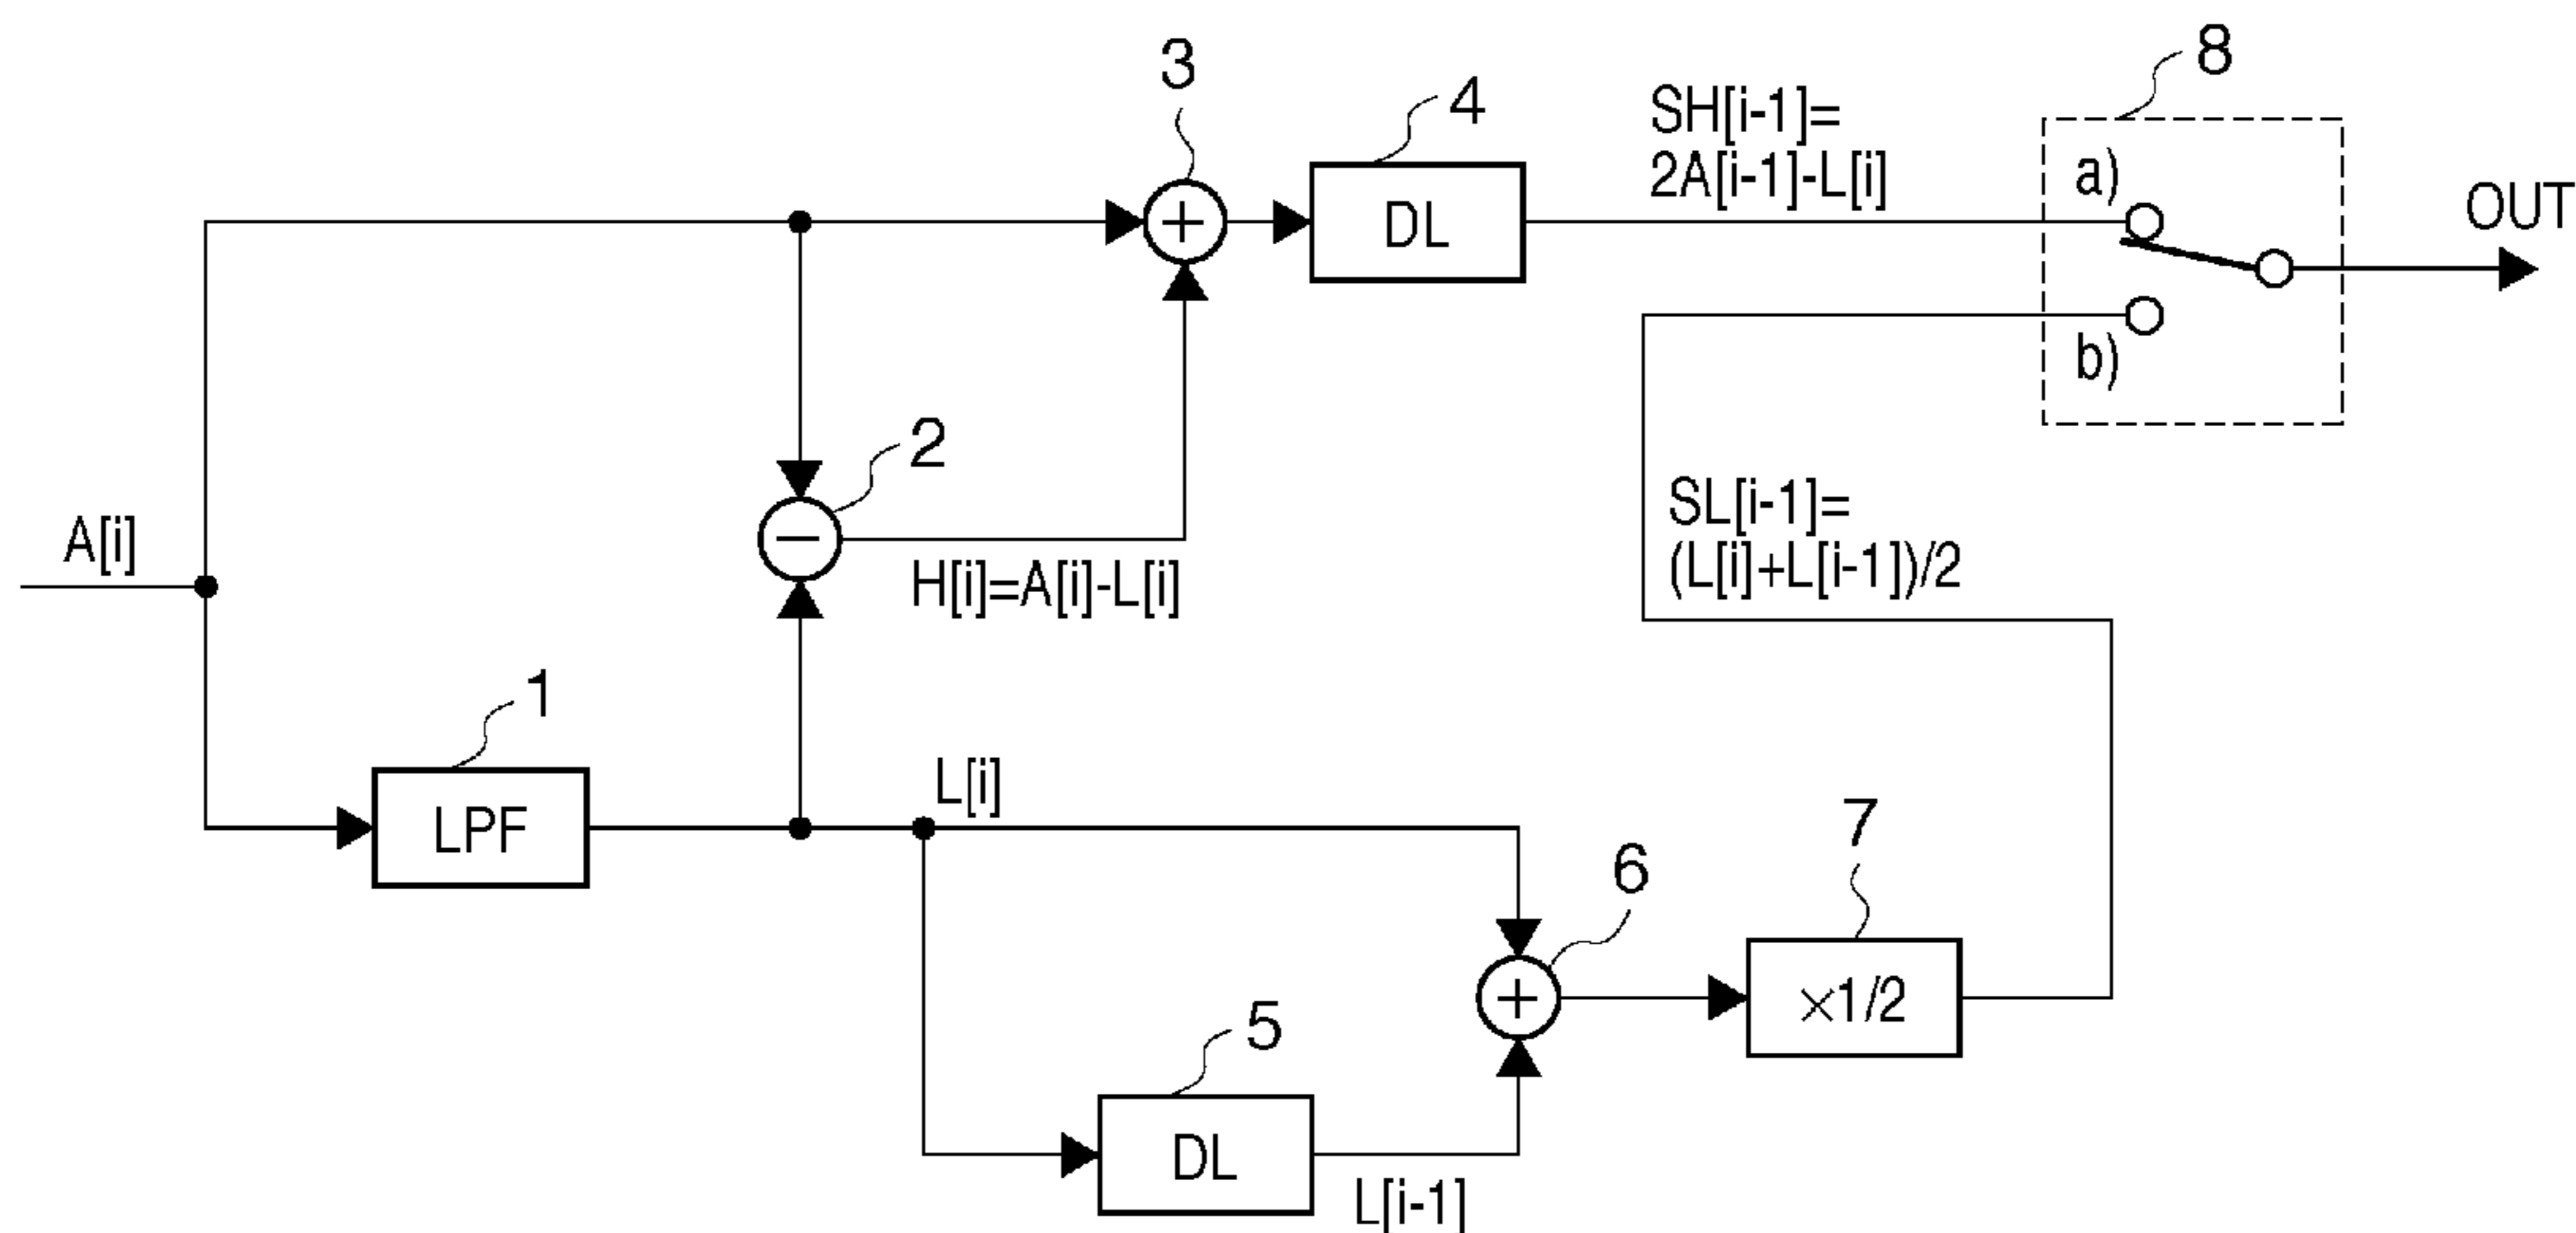 3
4
SH[i-1]=
2A[i-1]-L[i]
8
a)
OUT
+
DL
b)
2
−
A[i]
H[i]=A[i]-L[i]
SL[i-1]=
(L[i]+L[i-1])/2
1
LPF
L[i]
6
7
+
×1/2
5
DL
L[i-1]